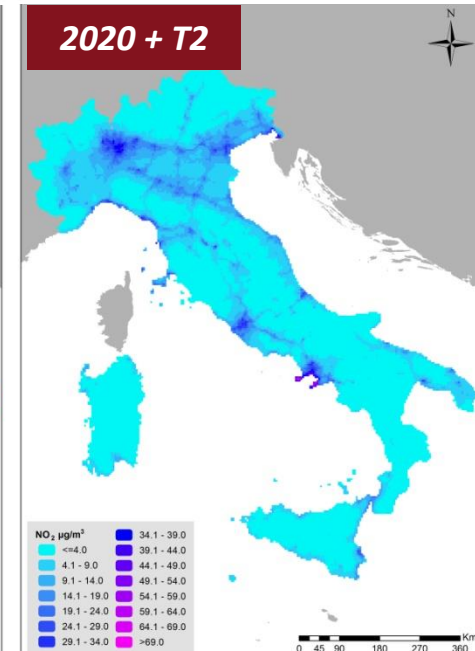 2020 + T2
N
NO₂ µg/m³
<=4.0
4.1 - 9.0
9.1 - 14.0
14.1 - 19.0
19.1 - 24.0
24.1 - 29.0
29.1 - 34.0
34.1 - 39.0
39.1 - 44.0
44.1 - 49.0
49.1 - 54.0
54.1 - 59.0
59.1 - 64.0
64.1 - 69.0
>69.0
Km
0 45 90 180 270 360